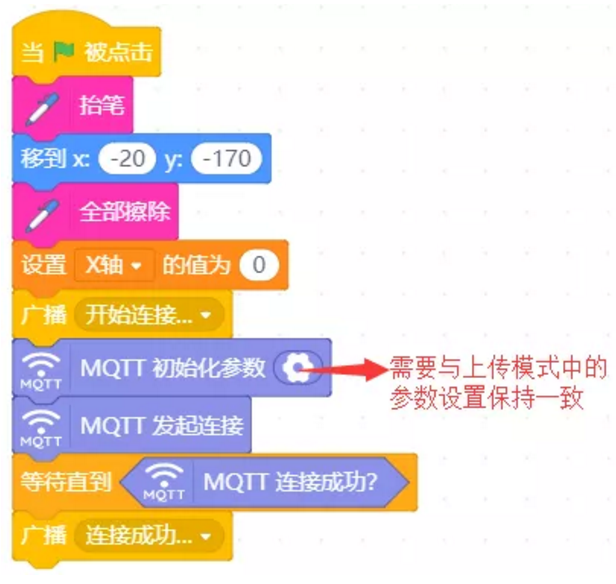 当 被点击
抬笔
移到 x: -20 y: -170
全部擦除
设置 X轴 的值为 0
广播 开始连接...
MQTT MQTT 初始化参数
需要与上传模式中的
参数设置保持一致
MQTT MQTT 发起连接
等待直到 MQTT MQTT 连接成功?
广播 连接成功...